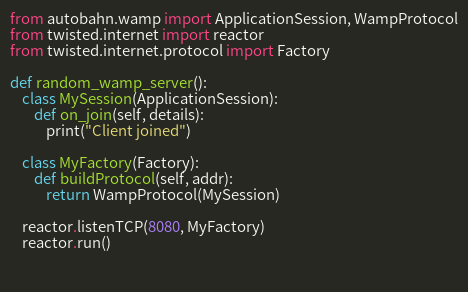 from autobahn.wamp import ApplicationSession, WampProtocol
from twisted.internet import reactor
from twisted.internet.protocol import Factory

def random_wamp_server():
    class MySession(ApplicationSession):
        def on_join(self, details):
            print("Client joined")

    class MyFactory(Factory):
        def buildProtocol(self, addr):
            return WampProtocol(MySession)

    reactor.listenTCP(8080, MyFactory)
    reactor.run()